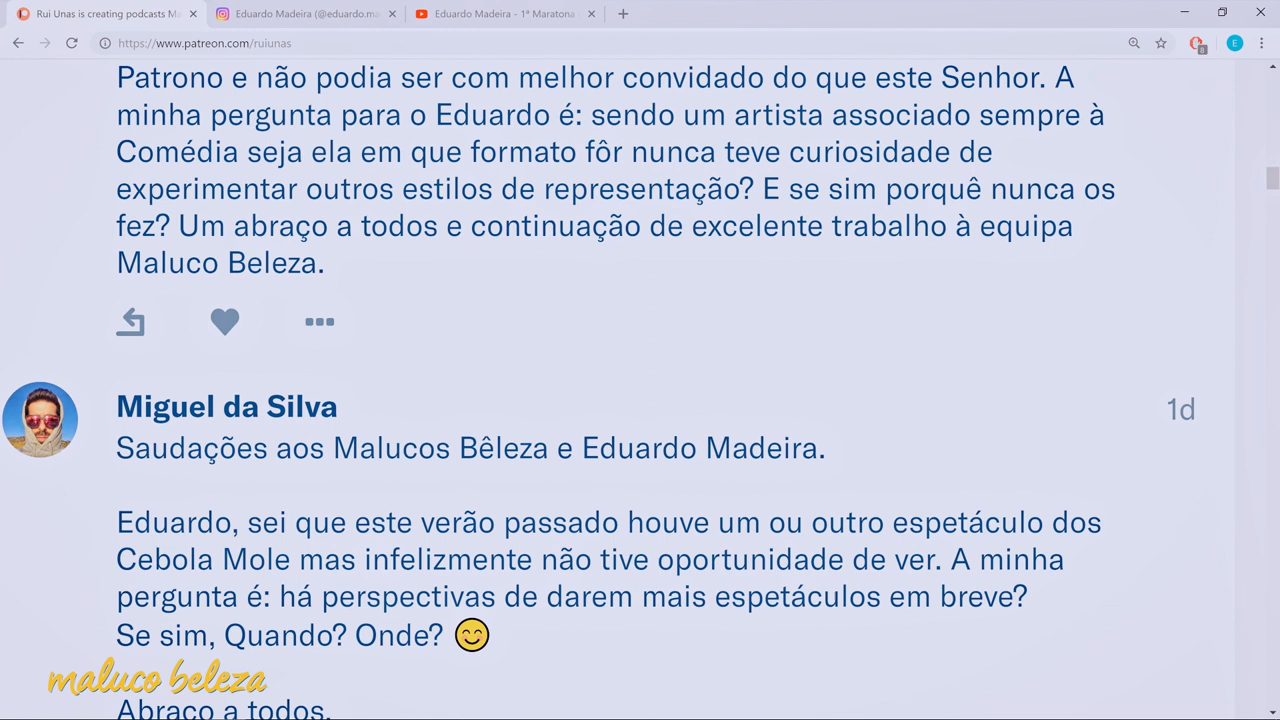 Rui Unas is creating podcasts M
Eduardo Madeira (@eduardo.ma
Eduardo Madeira - 1ª Maratona
https://www.patreon.com/ruiunas
8
E
Patrono e não podia ser com melhor convidado do que este Senhor. A
minha pergunta para o Eduardo é: sendo um artista associado sempre à
Comédia seja ela em que formato fôr nunca teve curiosidade de
experimentar outros estilos de representação? E se sim porquê nunca os
fez? Um abraço a todos e continuação de excelente trabalho à equipa
Maluco Beleza.
Miguel da Silva
1d
Saudações aos Malucos Bêleza e Eduardo Madeira.
Eduardo, sei que este verão passado houve um ou outro espetáculo dos
Cebola Mole mas infelizmente não tive oportunidade de ver. A minha
pergunta é: há perspectivas de darem mais espetáculos em breve?
Se sim, Quando? Onde? 😊
maluco beleza
Abraço a todos.